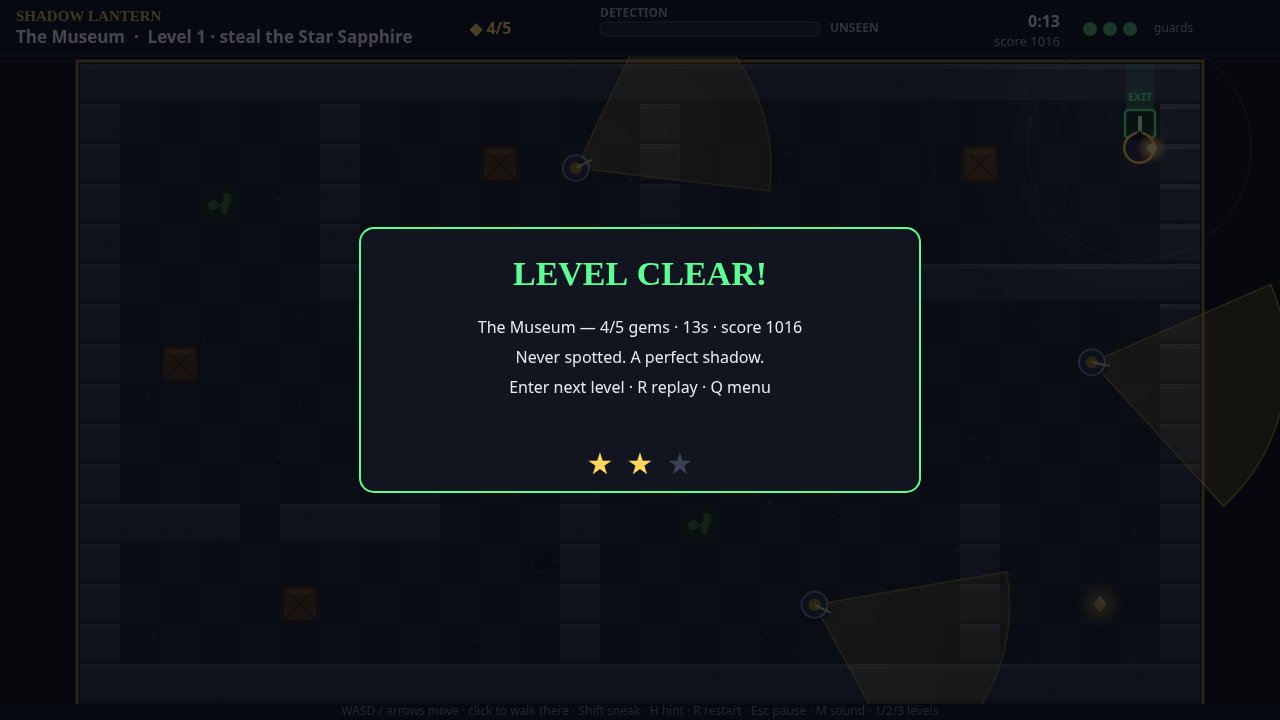 SHADOW LANTERN
The Museum · Level 1 · steal the Star Sapphire
◆ 4/5
DETECTION
UNSEEN
0:13
score 1016
guards
EXIT
LEVEL CLEAR!
The Museum — 4/5 gems · 13s · score 1016
Never spotted. A perfect shadow.
Enter next level · R replay · Q menu
WASD / arrows move · click to walk there · Shift sneak · H hint · R restart · Esc pause · M sound · 1/2/3 levels